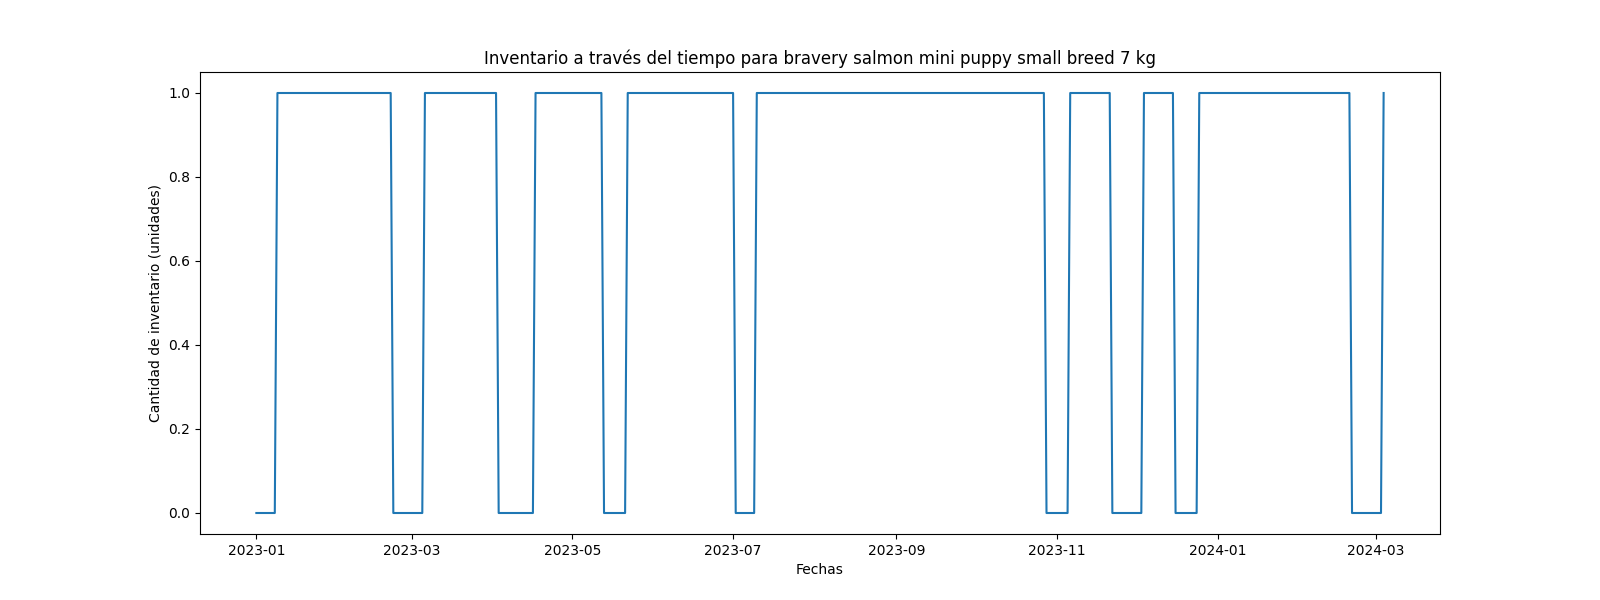 Inventario a través del tiempo para bravery salmon mini puppy small breed 7 kg
Cantidad de inventario (unidades)
1.0
0.8
0.6
0.4
0.2
0.0
2023-01 2023-03 2023-05 2023-07 2023-09 2023-11 2024-01 2024-03
Fechas